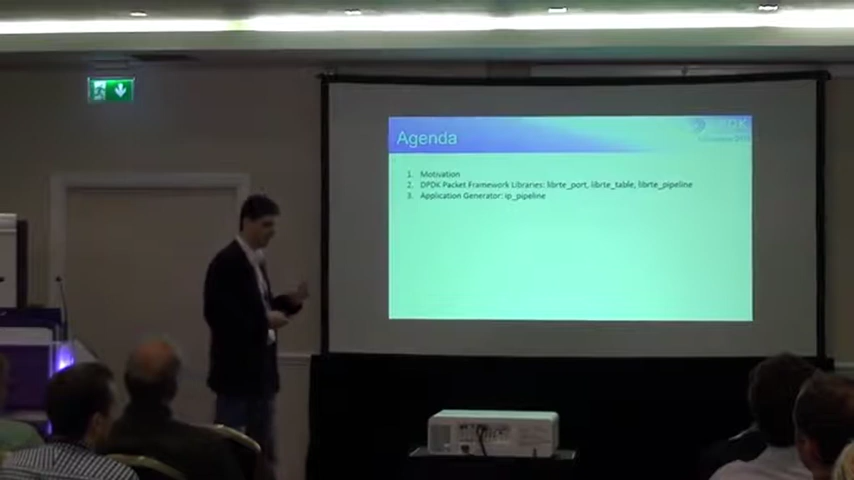 Agenda
1. Motivation
2. DPDK Packet Framework Libraries: librte_port, librte_table, librte_pipeline
3. Application Generator: ip_pipeline